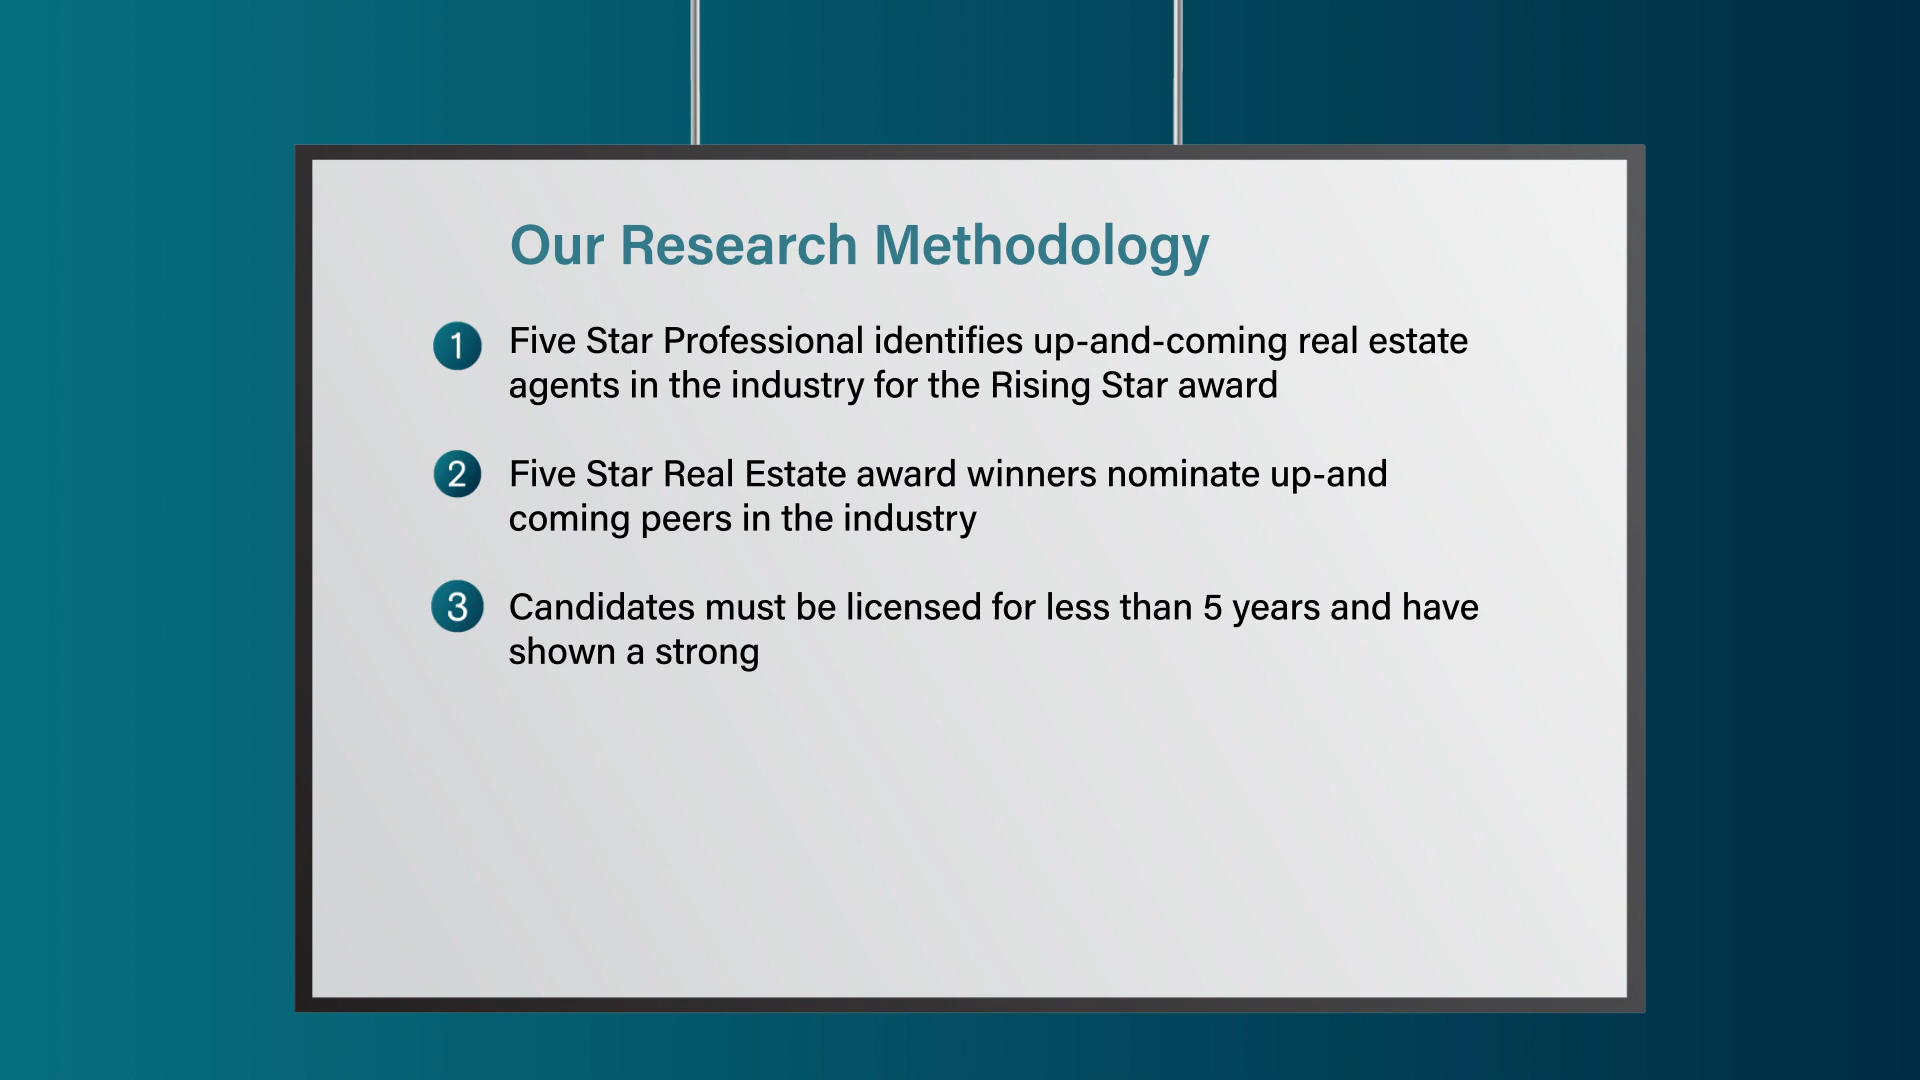 Our Research Methodology
1 Five Star Professional identifies up-and-coming real estate
agents in the industry for the Rising Star award
2 Five Star Real Estate award winners nominate up-and
coming peers in the industry
3 Candidates must be licensed for less than 5 years and have
shown a strong